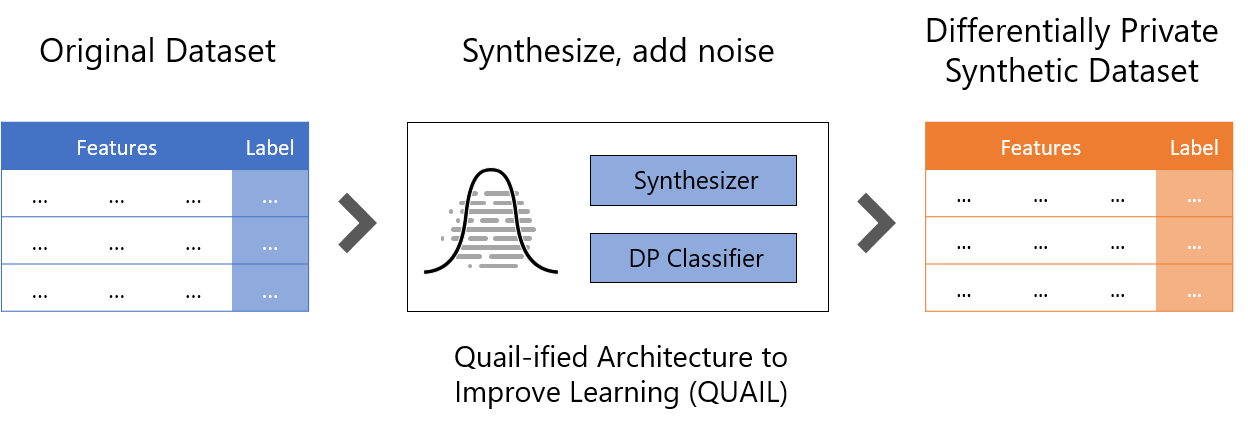 Original Dataset
Synthesize, add noise
Differentially Private
Synthetic Dataset
Features Label
... ... ... ...
... ... ... ...
... ... ... ...
Synthesizer
DP Classifier
Features Label
... ... ... ...
... ... ... ...
... ... ... ...
Quail-ified Architecture to
Improve Learning (QUAIL)